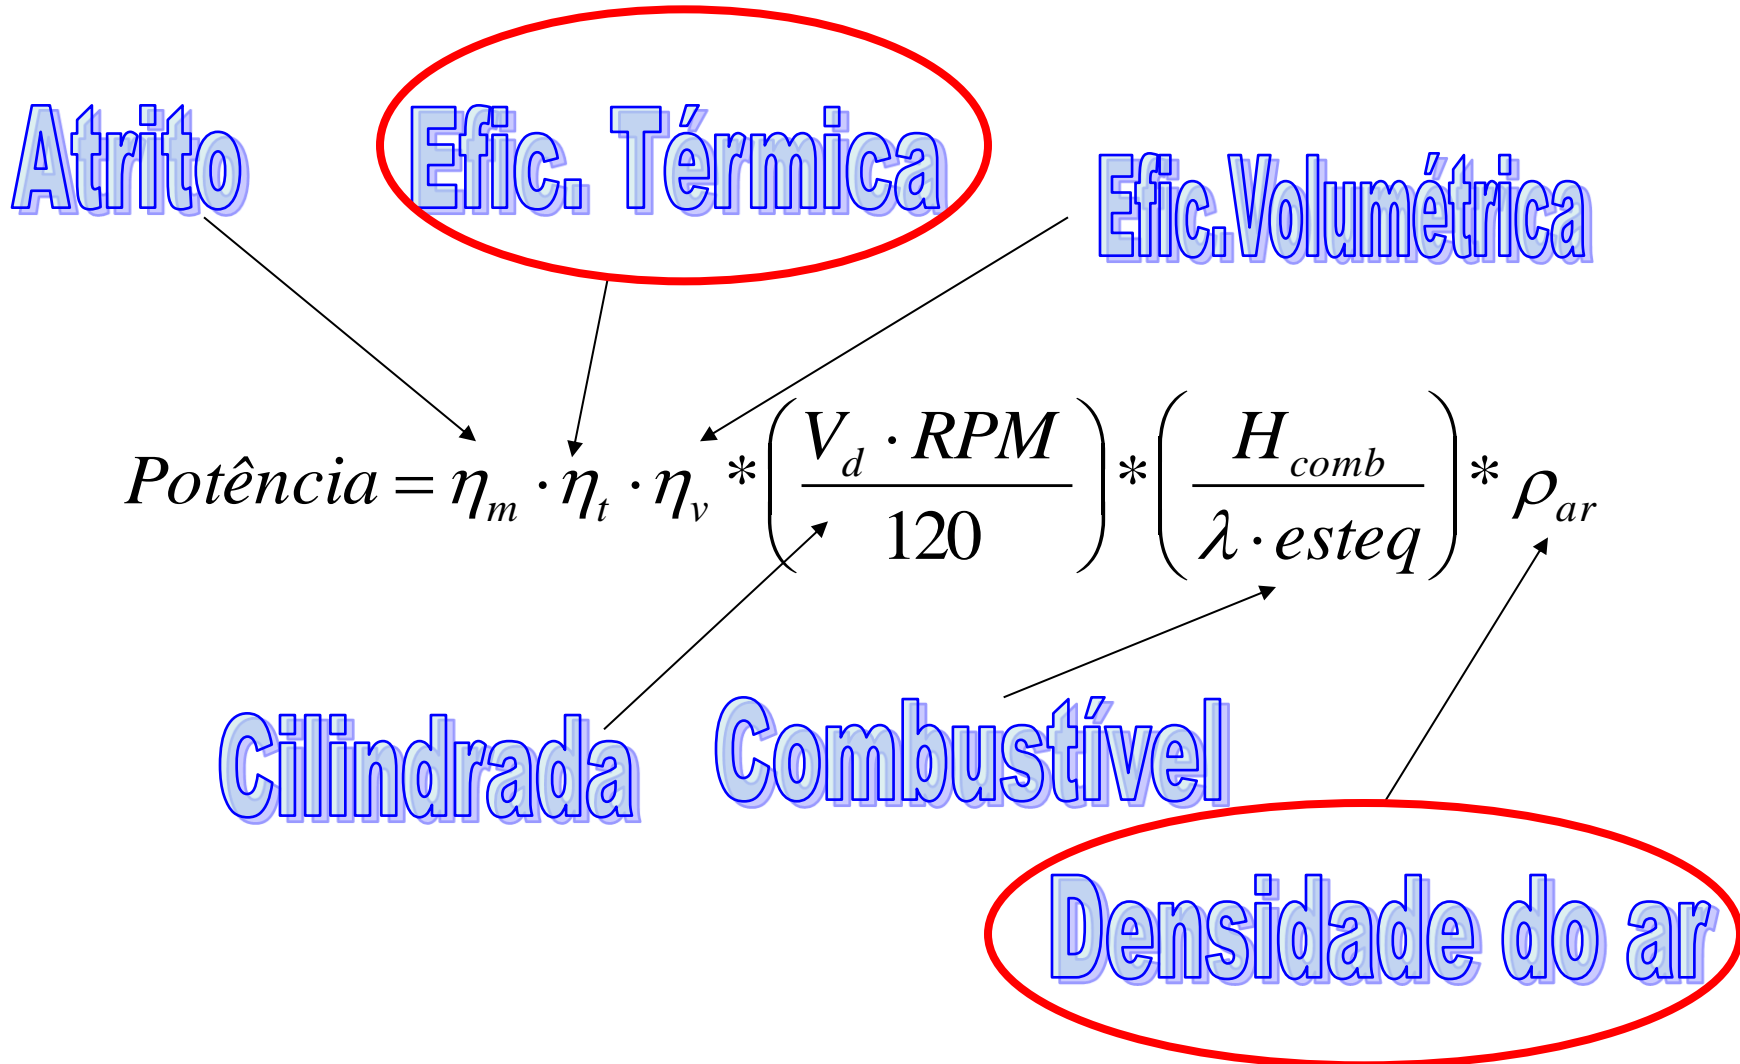 Atrito
Efic. Térmica
Efic.Volumétrica
Potência = η_m · η_t · η_v * (V_d · RPM / 120) * (H_comb / λ · esteq) * ρ_ar
Cilindrada
Combustível
Densidade do ar